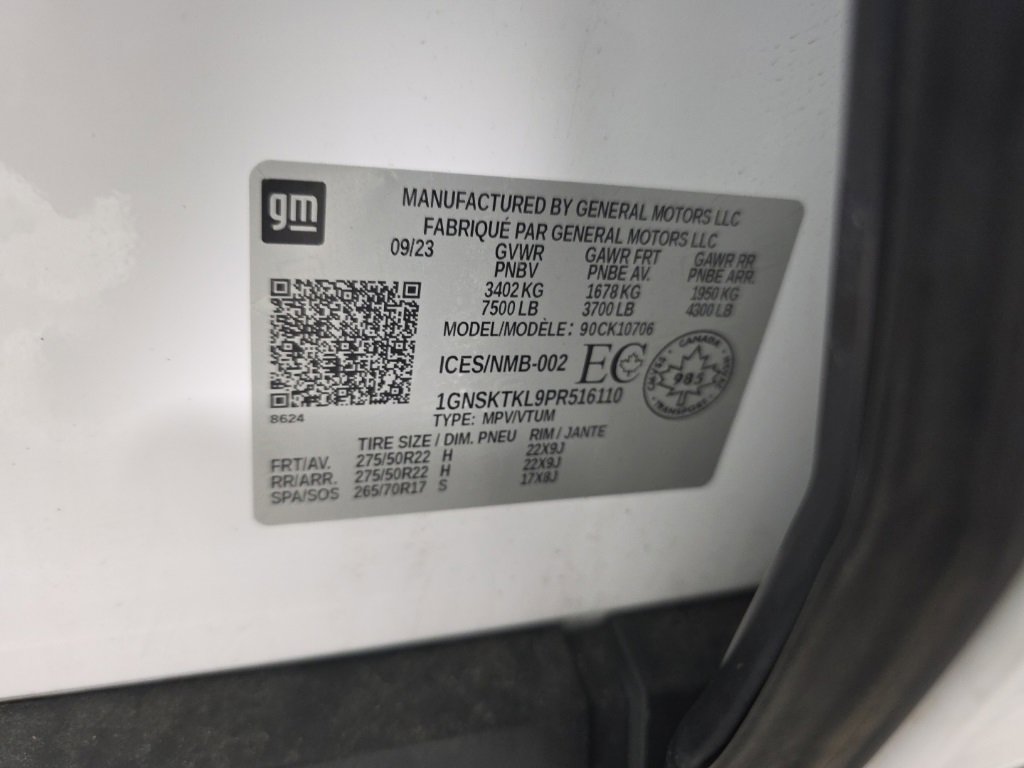 gm
MANUFACTURED BY GENERAL MOTORS LLC
FABRIQUÉ PAR GENERAL MOTORS LLC
09/23 GVWR GAWR FRT GAWR RR
PNBV PNBE AV. PNBE ARR.
3402 KG 1678 KG 1950 KG
7500 LB 3700 LB 4300 LB
MODEL/MODÈLE: 90CK10706
ICES/NMB-002 EC
CANADA
MOTOR
TRANSPORT
985
1GNSKTKL9PR516110
8624
TYPE: MPV/VTUM
TIRE SIZE / DIM. PNEU RIM / JANTE
FRT/AV. 275/50R22 H 22X9J
RR/ARR. 275/50R22 H 22X9J
SPA/SOS 265/70R17 S 17X8J